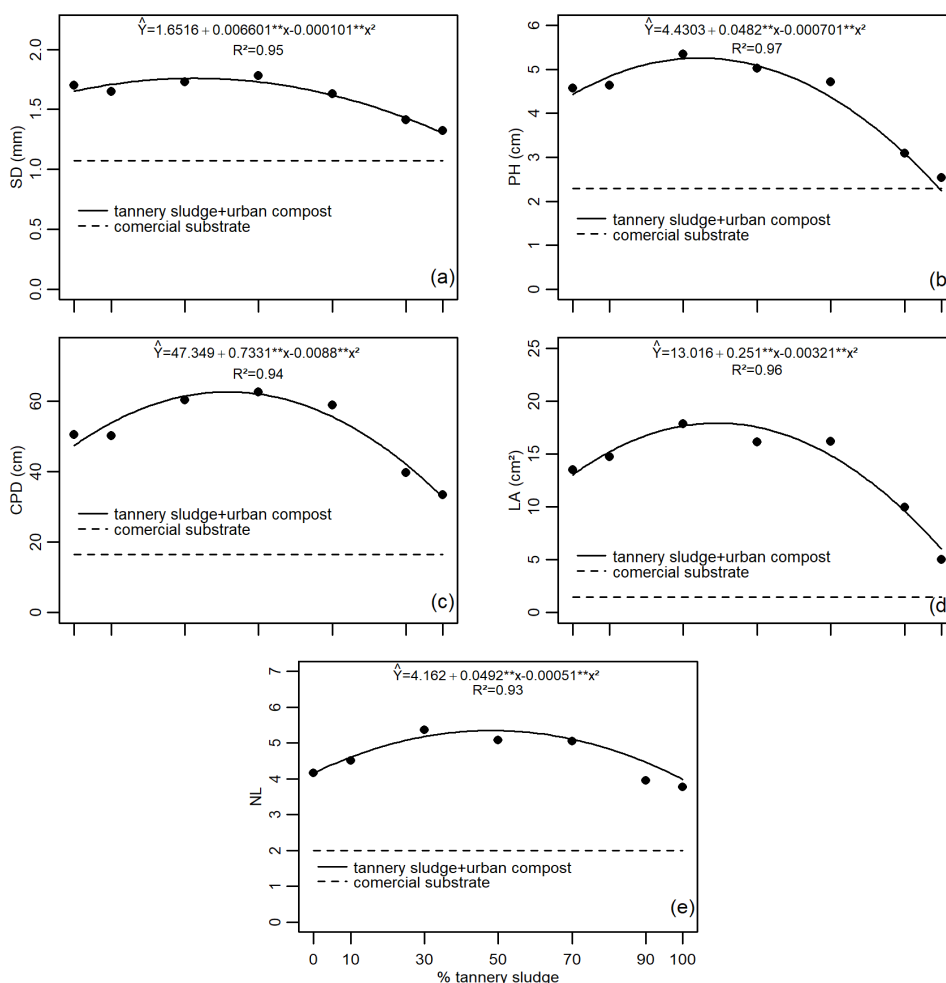 Ŷ=1.6516 + 0.006601**x-0.000101**x²
R²=0.95
SD (mm)
2.0
1.5
1.0
0.5
0.0
tannery sludge+urban compost
comercial substrate
(a)
Ŷ=4.4303 + 0.0482**x-0.000701**x²
R²=0.97
PH (cm)
6
5
4
3
2
1
0
tannery sludge+urban compost
comercial substrate
(b)
Ŷ=47.349 + 0.7331**x-0.0088**x²
R²=0.94
CPD (cm)
60
40
20
0
tannery sludge+urban compost
comercial substrate
(c)
Ŷ=13.016 + 0.251**x-0.00321**x²
R²=0.96
LA (cm²)
25
20
15
10
5
0
tannery sludge+urban compost
comercial substrate
(d)
Ŷ=4.162 + 0.0492**x-0.00051**x²
R²=0.93
NL
7
6
5
4
3
2
1
0
tannery sludge+urban compost
comercial substrate
(e)
0 10 30 50 70 90 100
% tannery sludge